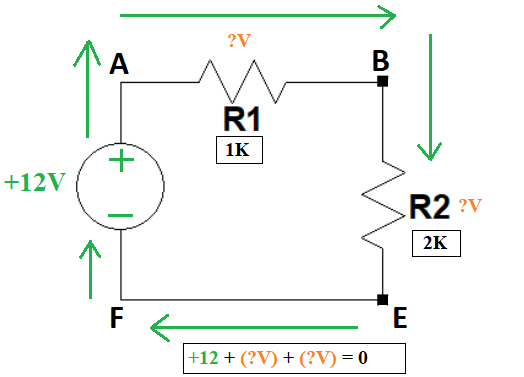 ?V
A
B
R1
1K
+
+12V
−
R2 ?V
2K
F
E
+12 + (?V) + (?V) = 0